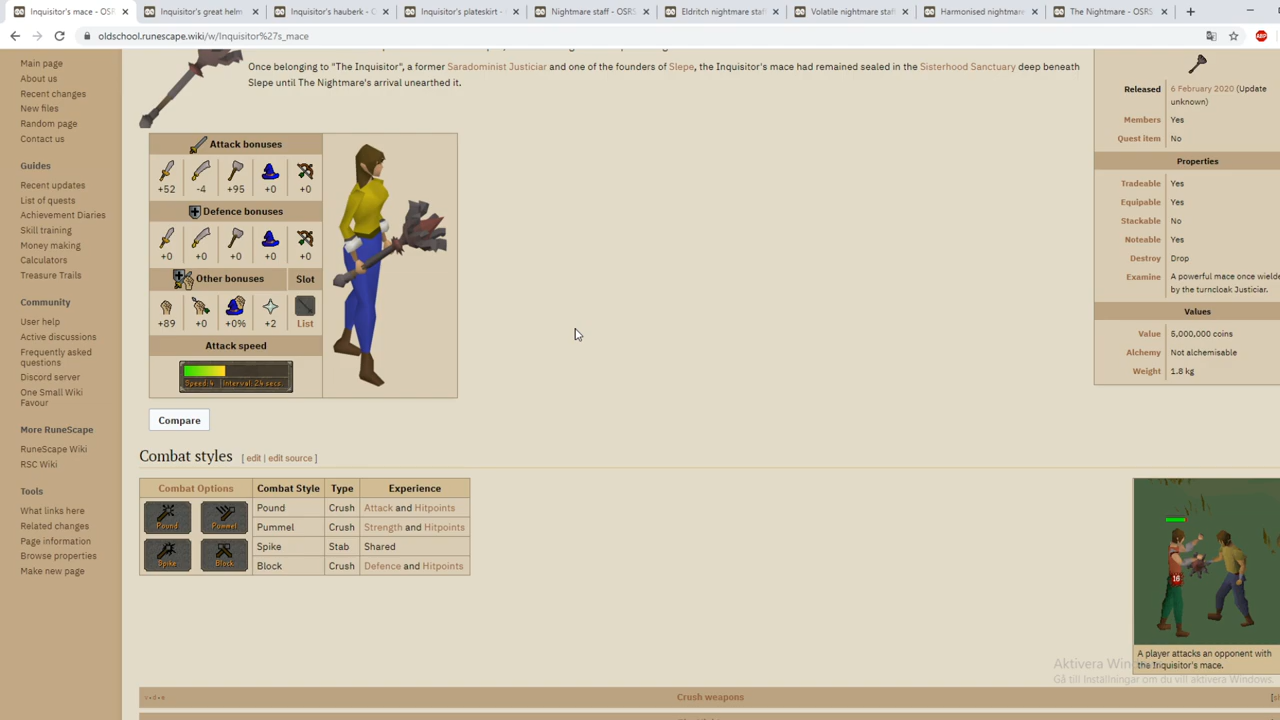 Inquisitor's mace - OSRS
Inquisitor's great helm
Inquisitor's hauberk - O
Inquisitor's plateskirt -
Nightmare staff - OSRS
Eldritch nightmare staff
Volatile nightmare staff
Harmonised nightmare
The Nightmare - OSRS
oldschool.runescape.wiki/w/Inquisitor%27s_mace
ABP
Main page
About us
Recent changes
New files
Random page
Contact us
Guides
Recent updates
List of quests
Achievement Diaries
Skill training
Money making
Calculators
Treasure Trails
Community
User help
Active discussions
Frequently asked
questions
Discord server
One Small Wiki
Favour
More RuneScape
RuneScape Wiki
RSC Wiki
Tools
What links here
Related changes
Page information
Browse properties
Make new page
Once belonging to "The Inquisitor", a former Saradominist Justiciar and one of the founders of Slepe, the Inquisitor's mace had remained sealed in the Sisterhood Sanctuary deep beneath
Slepe until The Nightmare's arrival unearthed it.
Attack bonuses
+52 -4 +95 +0 +0
Defence bonuses
+0 +0 +0 +0 +0
Other bonuses Slot
+89 +0 +0% +2 List
Attack speed
Speed: 4 | Interval: 2.4 secs.
Compare
Combat styles [ edit | edit source ]
Combat Options Combat Style Type Experience
Pound Pummel
Spike Block
Pound Crush Attack and Hitpoints
Pummel Crush Strength and Hitpoints
Spike Stab Shared
Block Crush Defence and Hitpoints
Released 6 February 2020 (Update
unknown)
Members Yes
Quest item No
Properties
Tradeable Yes
Equipable Yes
Stackable No
Noteable Yes
Destroy Drop
Examine A powerful mace once wielde
by the turncloak Justiciar.
Values
Value 5,000,000 coins
Alchemy Not alchemisable
Weight 1.8 kg
16
A player attacks an opponent with
the Inquisitor's mace.
Aktivera Win
Gå till Inställningar om du vill aktivera Windows.
v·d·e Crush weapons